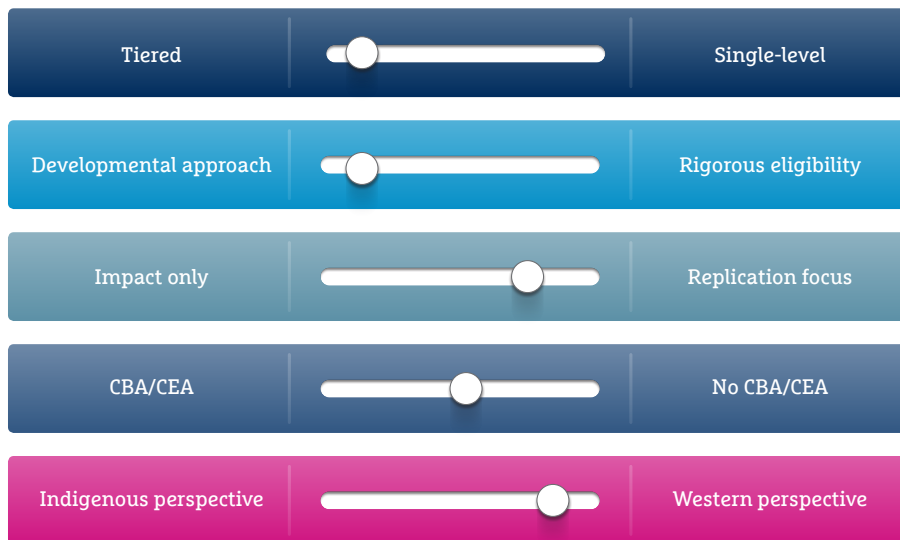 Tiered
Single-level
Developmental approach
Rigorous eligibility
Impact only
Replication focus
CBA/CEA
No CBA/CEA
Indigenous perspective
Western perspective